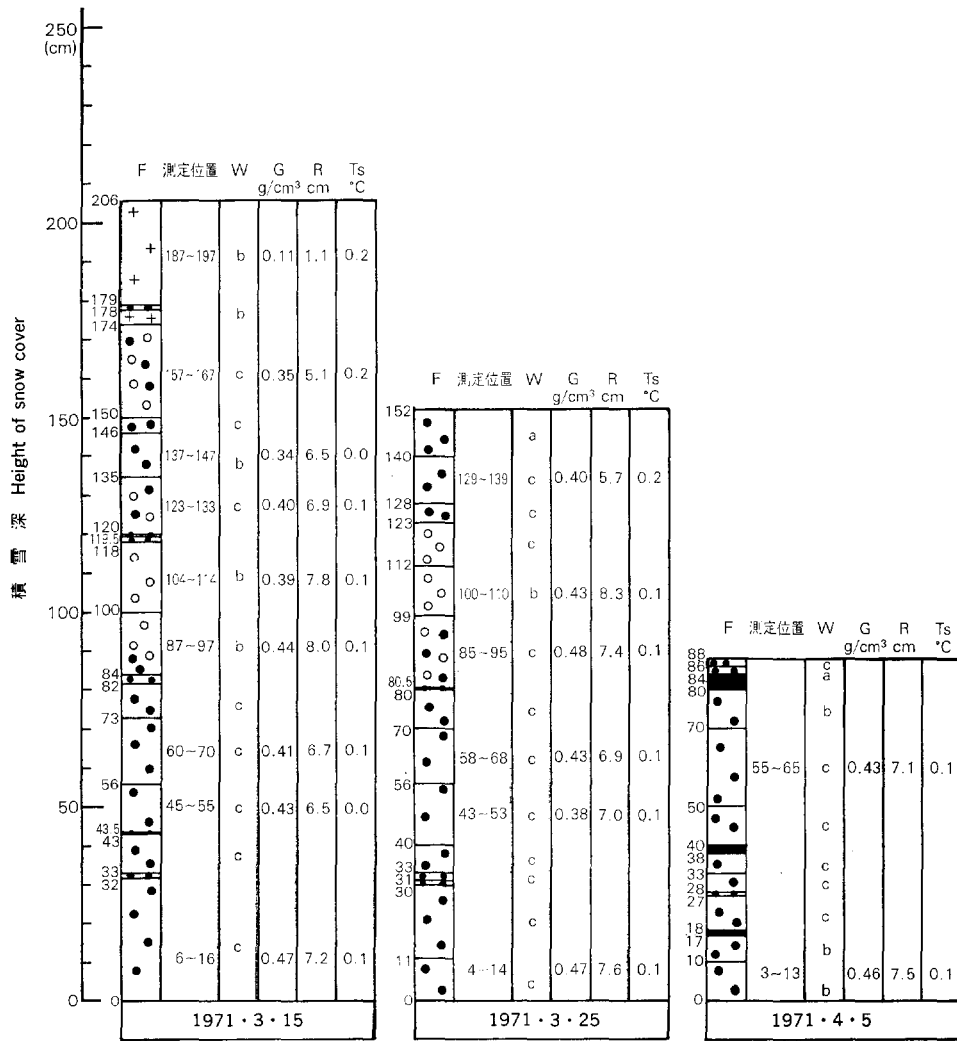 250
(cm)
200
150
100
50
0
積雪深 Height of snow cover
F 測定位置 W G R Ts
g/cm³ cm °C
206
187~197 b 0.11 1.1 0.2
179
178 b
174
157~167 c 0.35 5.1 0.2
150
c
146
137~147 b 0.34 6.5 0.0
135
123~133 c 0.40 6.9 0.1
120
119.5
118
104~114 b 0.39 7.8 0.1
100
87~97 b 0.44 8.0 0.1
84
82
c
73
60~70 c 0.41 6.7 0.1
56
45~55 c 0.43 6.5 0.0
43.5
43
c
33
32
6~16 c 0.47 7.2 0.1
0
1971・3・15
F 測定位置 W G R Ts
g/cm³ cm °C
152
a
140
129~139 c 0.40 5.7 0.2
128
c
123
c
112
100~110 b 0.43 8.3 0.1
99
85~95 c 0.48 7.4 0.1
80.5
80
c
70
58~68 c 0.43 6.9 0.1
56
43~53 c 0.38 7.0 0.1
40
c
33
31 c
30
c
11
4~14 0.47 7.6 0.1
c
0
1971・3・25
F 測定位置 W G R Ts
g/cm³ cm °C
88
86 c
84 a
80
b
70
55~65 c 0.43 7.1 0.1
50
c
40
38
c
33
c
28
27
c
18
17
b
10
3~13 0.46 7.5 0.1
b
0
1971・4・5